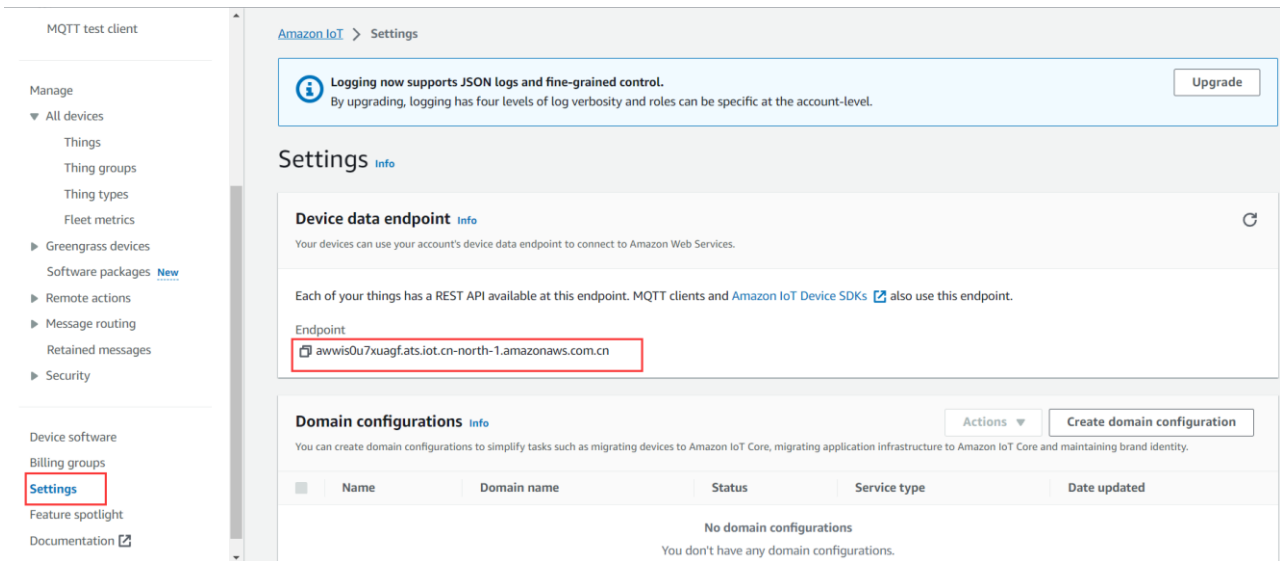 MQTT test client
Manage
All devices
Things
Thing groups
Thing types
Fleet metrics
Greengrass devices
Software packages New
Remote actions
Message routing
Retained messages
Security
Device software
Billing groups
Settings
Feature spotlight
Documentation
Amazon IoT > Settings
Logging now supports JSON logs and fine-grained control.
By upgrading, logging has four levels of log verbosity and roles can be specific at the account-level.
Upgrade
Settings Info
Device data endpoint Info
Your devices can use your account's device data endpoint to connect to Amazon Web Services.
Each of your things has a REST API available at this endpoint. MQTT clients and Amazon IoT Device SDKs also use this endpoint.
Endpoint
awwis0u7xuagf.ats.iot.cn-north-1.amazonaws.com.cn
Domain configurations Info
Actions
Create domain configuration
You can create domain configurations to simplify tasks such as migrating devices to Amazon IoT Core, migrating application infrastructure to Amazon IoT Core and maintaining brand identity.
Name Domain name Status Service type Date updated
No domain configurations
You don't have any domain configurations.